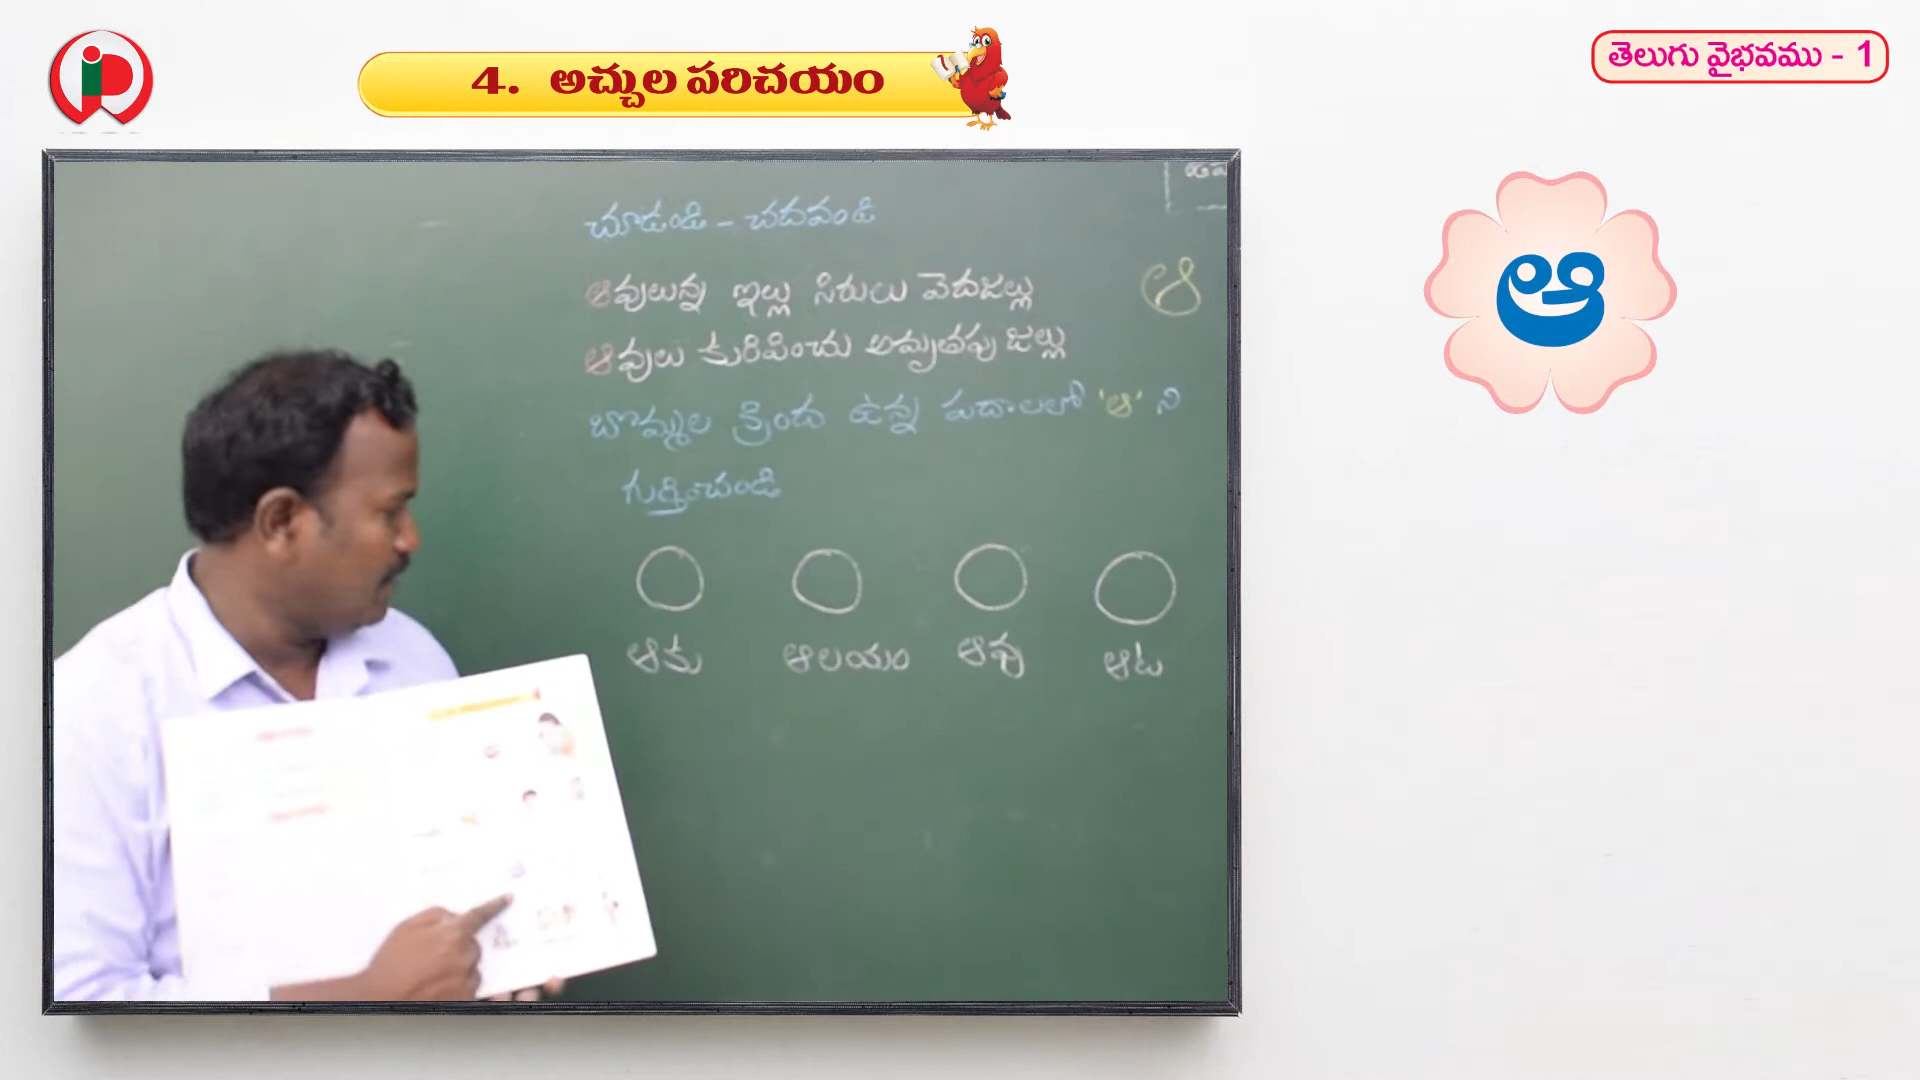 4. అచ్చుల పరిచయం
తెలుగు వైభవము - 1
చూడండి - చదవండి
ఆవులున్న ఇల్లు సిరులు వెదజల్లు
ఆ
ఆవులు కురిపించు అమృతపు జల్లు
బొమ్మల క్రింద ఉన్న పదాలలో 'ఆ' ని
గుర్తించండి
ఆకు ఆలయం ఆవు ఆట
ఆ